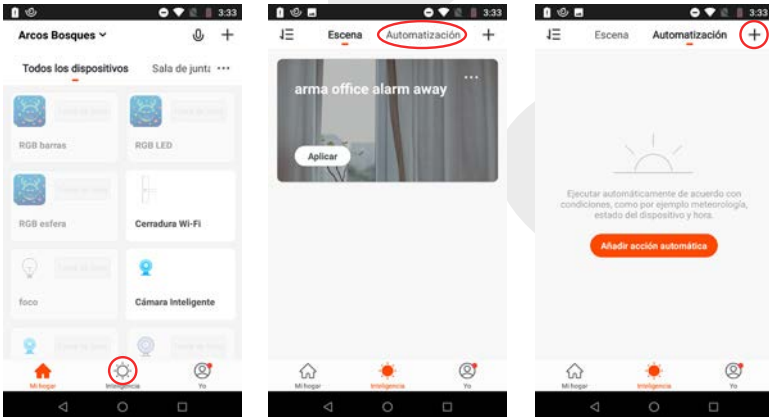 3:33
Arcos Bosques
Todos los dispositivos Sala de junta ...
RGB barras
RGB LED
RGB esfera
Cerradura Wi-Fi
foco
Cámara Inteligente
Mi hogar
Inteligencia
Yo
3:33
Escena Automatización
arma office alarm away
Aplicar
Mi hogar
Inteligencia
Yo
3:33
Escena Automatización
Ejecutar automáticamente de acuerdo con
condiciones, como por ejemplo meteorología,
estado del dispositivo y hora.
Añadir acción automática
Mi hogar
Inteligencia
Yo